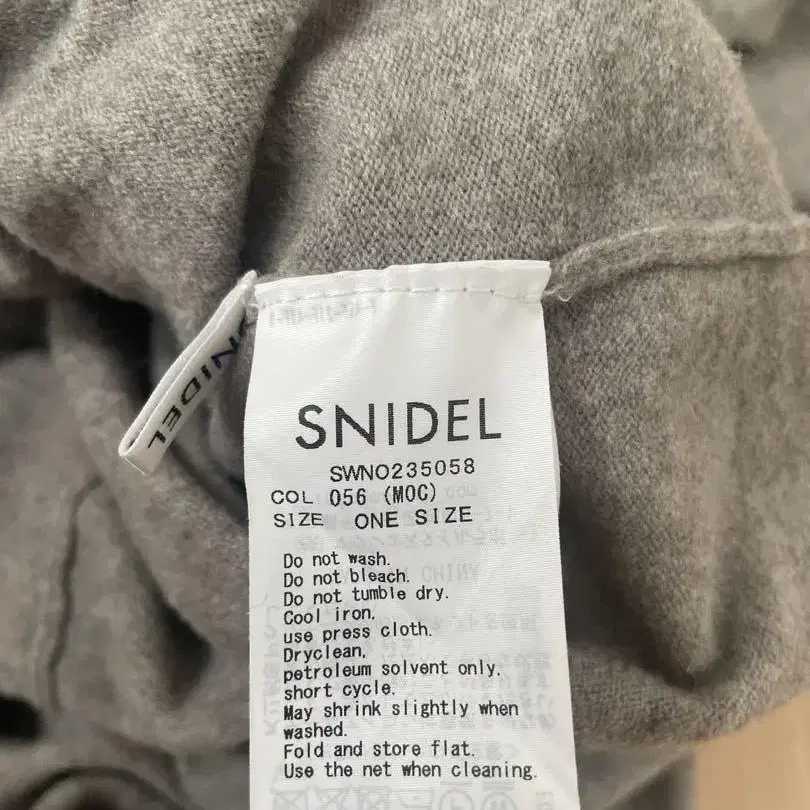 SNIDEL
SNIDEL
SWNO235058
COL 056 (MOC)
SIZE ONE SIZE
Do not wash.
Do not bleach.
Do not tumble dry.
Cool iron.
use press cloth.
Dryclean,
petroleum solvent only.
short cycle.
May shrink slightly when
washed.
Fold and store flat.
Use the net when cleaning.
CHINA